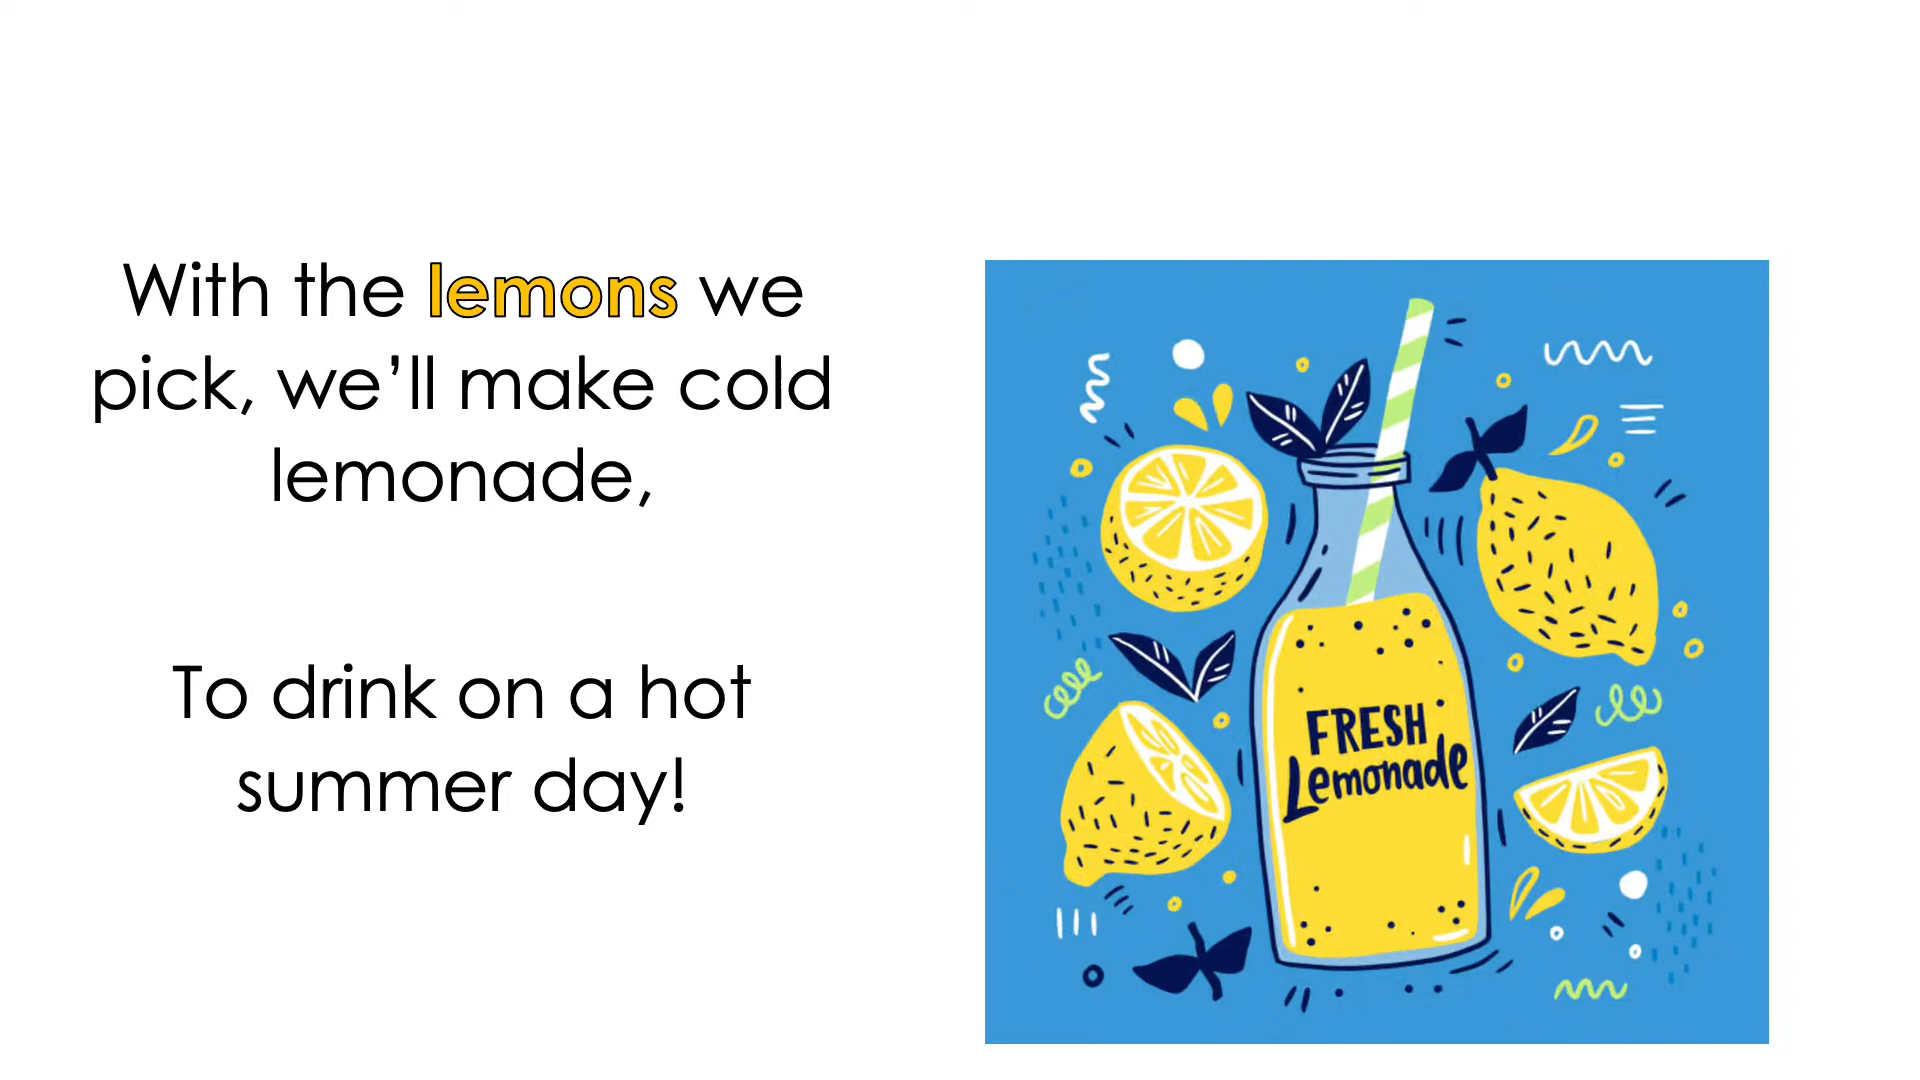 With the lemons we
pick, we’ll make cold
lemonade,
To drink on a hot
summer day!
FRESH
Lemonade